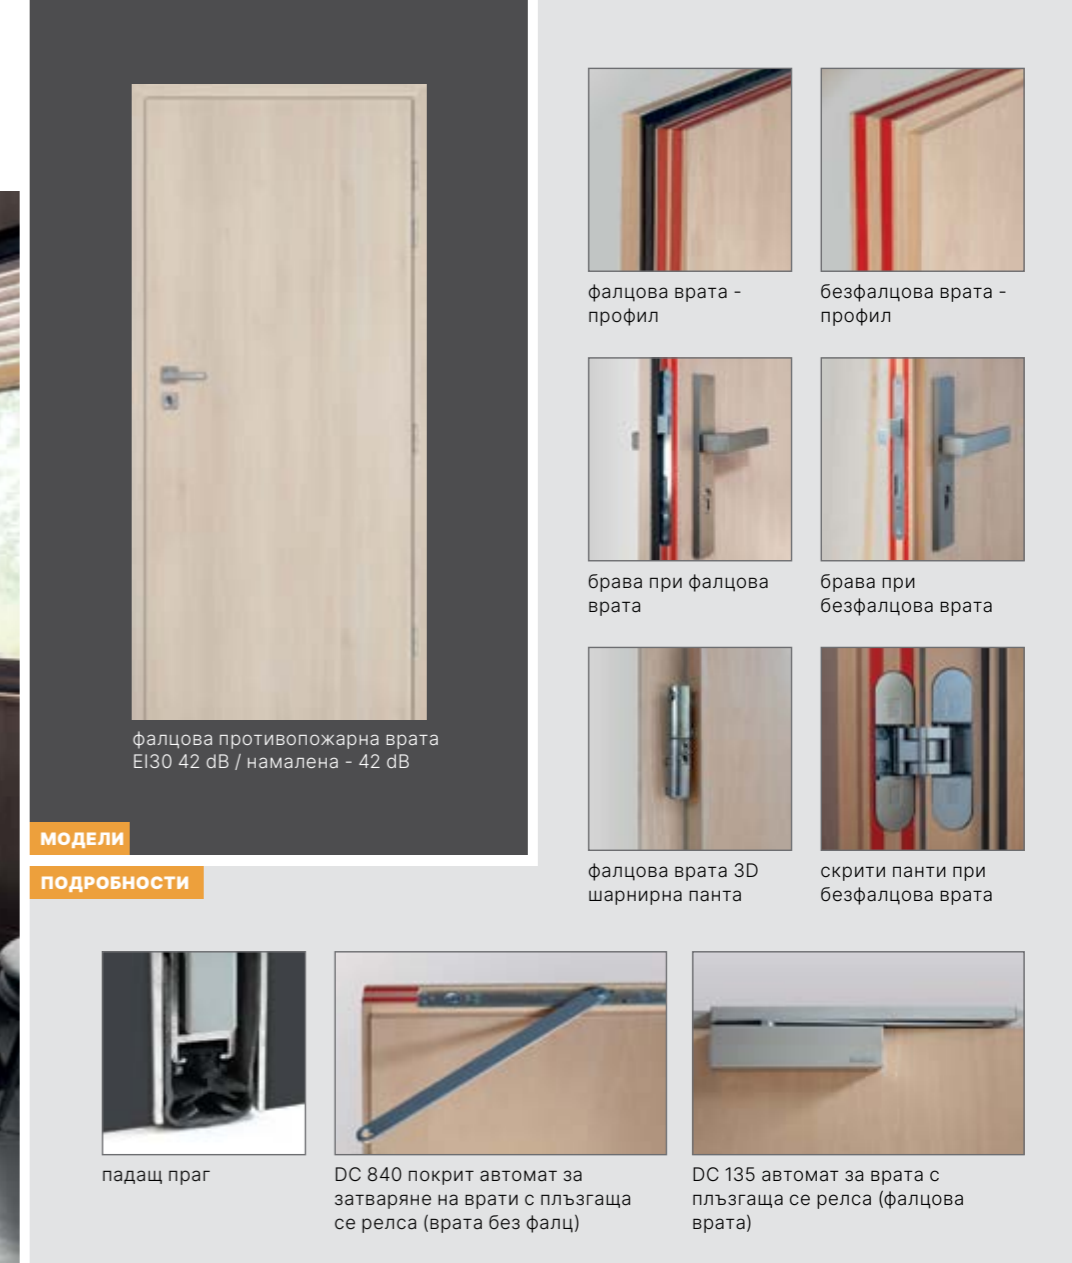 фалцова противопожарна врата
EI30 42 dB / намалена - 42 dB
МОДЕЛИ
ПОДРОБНОСТИ
фалцова врата -
профил
безфалцова врата -
профил
брава при фалцова
врата
брава при
безфалцова врата
фалцова врата 3D
шарнирна панта
скрити панти при
безфалцова врата
падащ праг
DC 840 покрит автомат за
затваряне на врати с плъзгаща
се релса (врата без фалц)
DC 135 автомат за врата с
плъзгаща се релса (фалцова
врата)